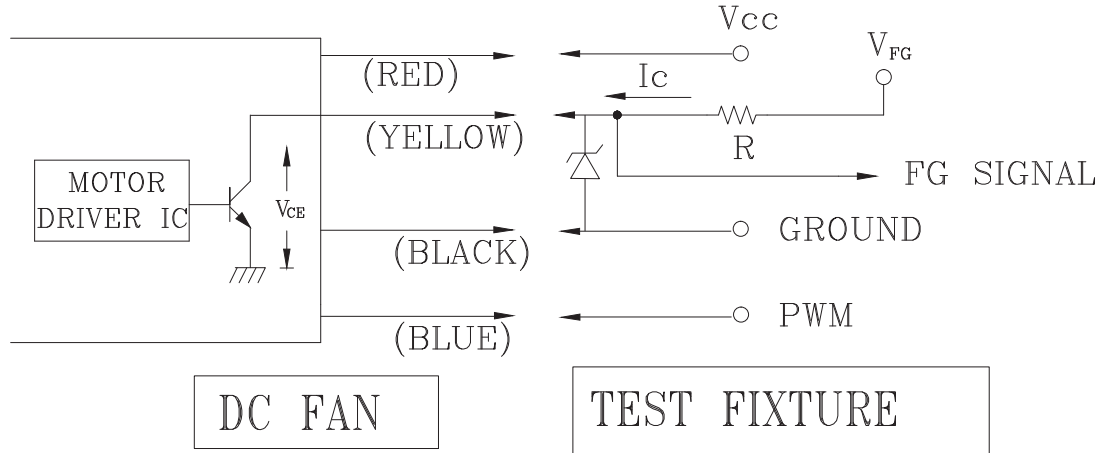 Vcc
V_FG
(RED)
Ic
(YELLOW)
R
MOTOR
DRIVER IC
V_CE
FG SIGNAL
(BLACK)
GROUND
(BLUE)
PWM
DC FAN
TEST FIXTURE